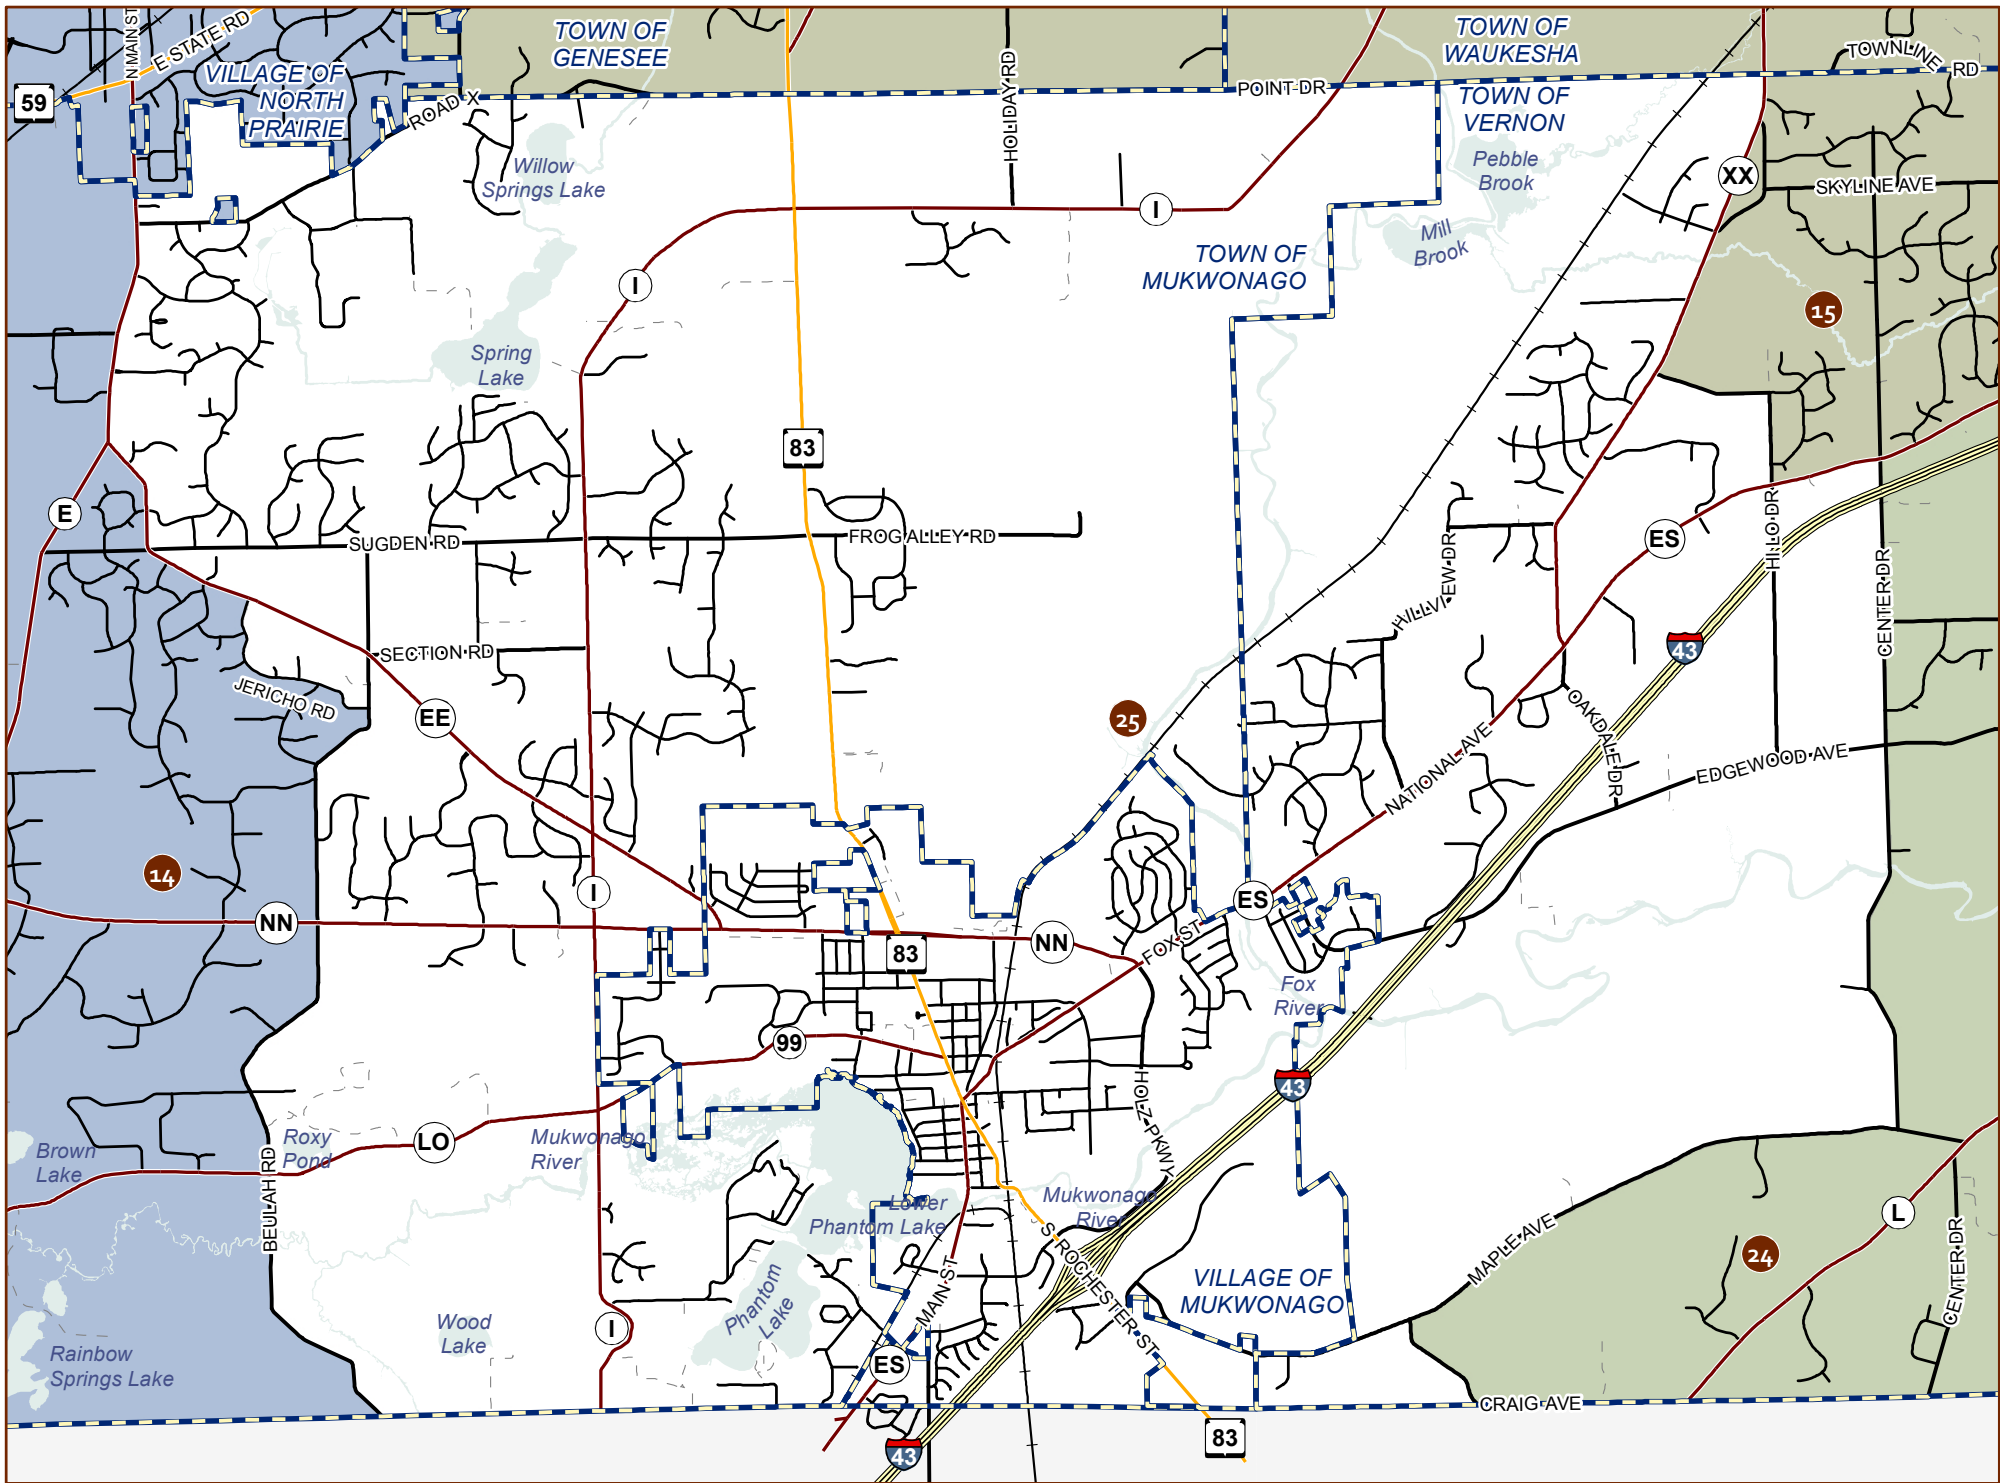 N MAIN ST
E STATE RD
59
VILLAGE OF
NORTH
PRAIRIE
ROAD X
TOWN OF
GENESEE
HOLIDAY RD
TOWN OF
WAUKESHA
POINT DR
TOWN OF
VERNON
TOWNLINE RD
Willow
Springs Lake
Pebble
Brook
XX
SKYLINE AVE
I
Mill
Brook
TOWN OF
MUKWONAGO
I
15
Spring
Lake
83
E
SUGDEN RD
FROG ALLEY RD
ES
HILLO DR
CENTER DR
HILLVIEW DR
SECTION RD
43
JERICHO RD
EE
25
OAKDALE DR
NATIONAL AVE
EDGEWOOD AVE
14
I
ES
NN
83
NN
FOX ST
Fox
River
99
43
HOLZ PKWY
Brown
Lake
Roxy
Pond
LO
Mukwonago
River
BEULAH RD
Lower
Phantom Lake
Mukwonago
River
S ROCHESTER ST
MAPLE AVE
L
24
CENTER DR
VILLAGE OF
MUKWONAGO
MAIN ST
Phantom
Lake
Wood
Lake
I
Rainbow
Springs Lake
ES
CRAIG AVE
83
43